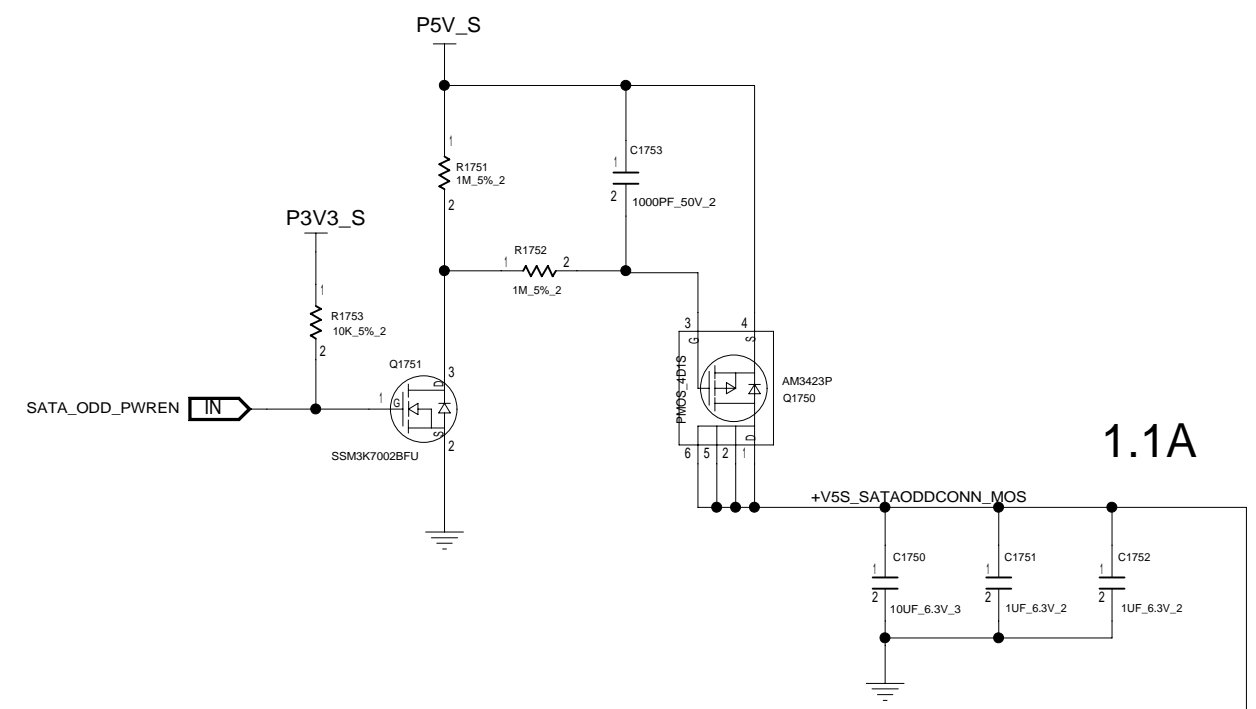 P5V_S
1
R1751
1M_5%_2
2
C1753
1
2
1000PF_50V_2
P3V3_S
1
R1753
10K_5%_2
2
R1752
1
2
1M_5%_2
Q1751
3
D
1
G
S
2
SSM3K7002BFU
SATA_ODD_PWREN
IN
3
4
G
S
PMOS_4D1S
AM3423P
Q1750
D
6
5
2
1
1.1A
+V5S_SATAODDCONN_MOS
C1750
1
2
10UF_6.3V_3
C1751
1
2
1UF_6.3V_2
C1752
1
2
1UF_6.3V_2